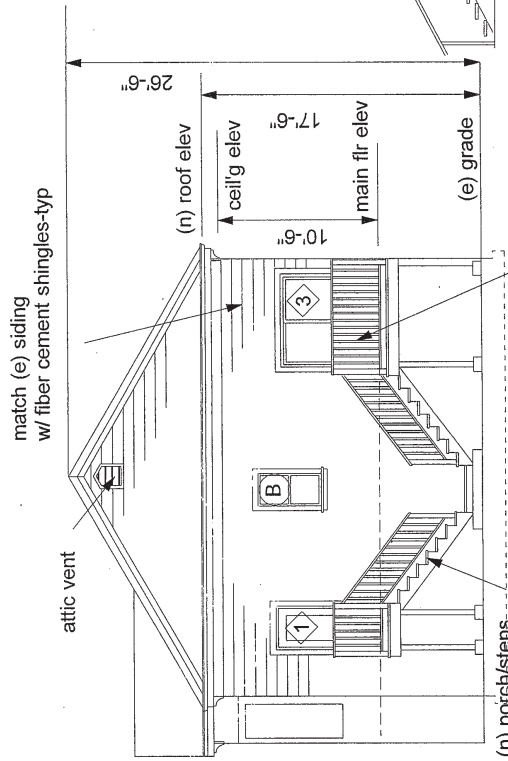 match (e) siding
w/ fiber cement shingles-typ
attic vent
26'-6"
(n) roof elev
17'-6"
ceil'g elev
10'-6"
main flr elev
(e) grade
B
1
3
(n) porch/steps